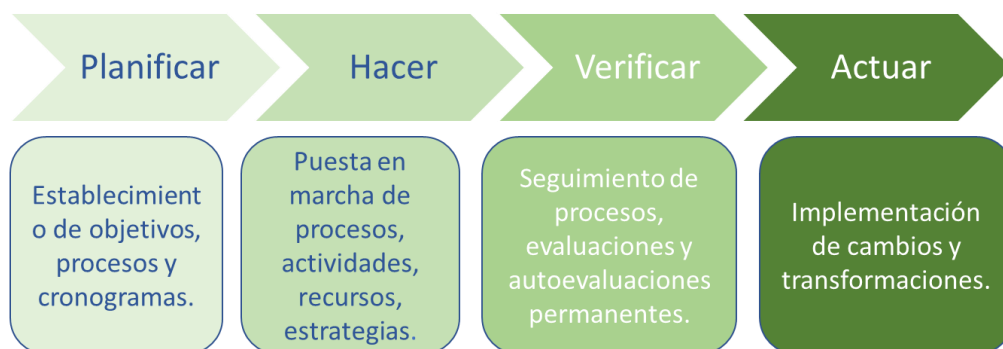 Planificar
Hacer
Verificar
Actuar
Establecimient
o de objetivos,
procesos y
cronogramas.
Puesta en
marcha de
procesos,
actividades,
recursos,
estrategias.
Seguimiento de
procesos,
evaluaciones y
autoevaluaciones
permanentes.
Implementación
de cambios y
transformaciones.